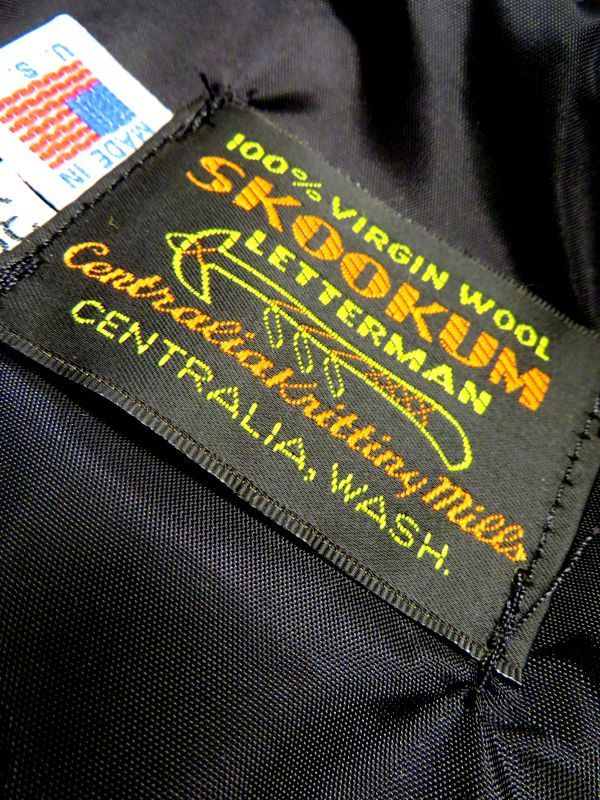 100% VIRGIN WOOL
SKOOKUM
LETTERMAN
Centralia Knitting Mills
CENTRALIA, WASH.
MADE IN
U.S.